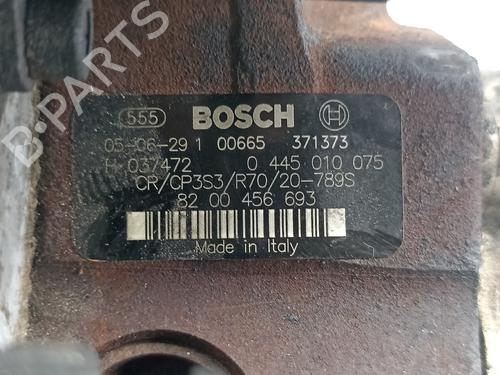 555 BOSCH
05-06-29 1 00665 371373
H 037472 0 445 010 075
CR/CP3S3/R70/20-789S
82 00 456 693
Made in Italy
B-PARTS